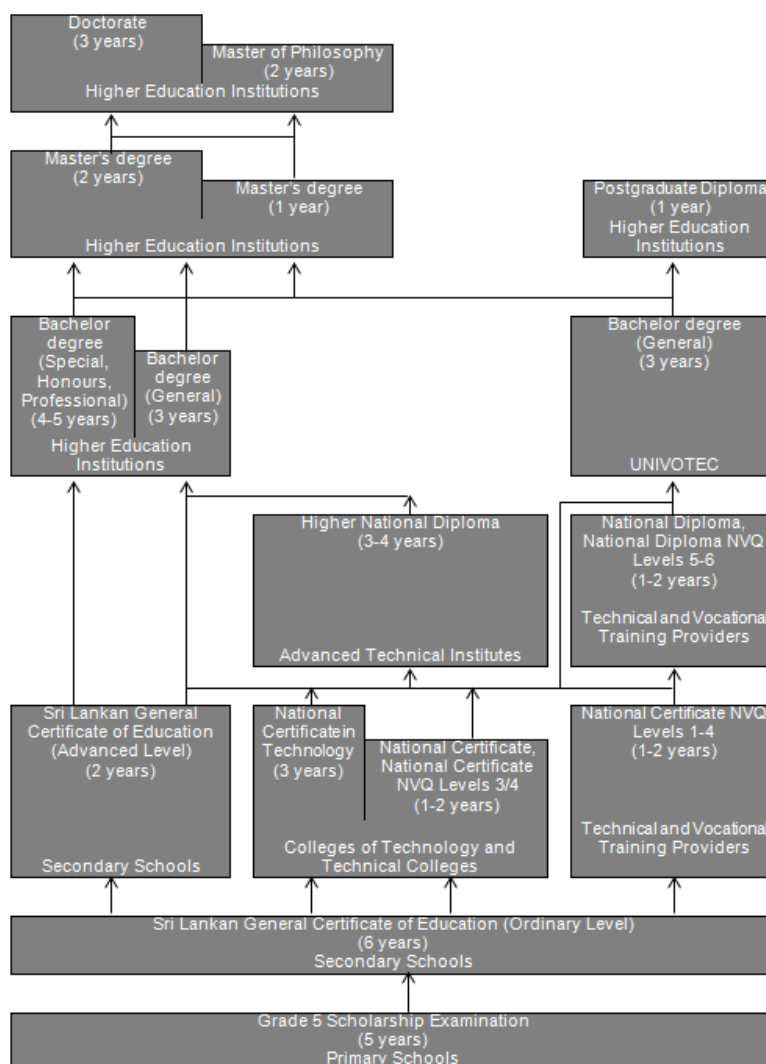 Doctorate
(3 years)
Master of Philosophy
(2 years)
Higher Education Institutions
Master's degree
(2 years)
Master's degree
(1 year)
Higher Education Institutions
Postgraduate Diploma
(1 year)
Higher Education
Institutions
Bachelor
degree
(Special,
Honours,
Professional)
(4-5 years)
Bachelor
degree
(General)
(3 years)
Higher Education
Institutions
Bachelor degree
(General)
(3 years)
UNIVOTEC
Higher National Diploma
(3-4 years)
Advanced Technical Institutes
National Diploma,
National Diploma NVQ
Levels 5-6
(1-2 years)
Technical and Vocational
Training Providers
Sri Lankan General
Certificate of Education
(Advanced Level)
(2 years)
Secondary Schools
National
Certificatein
Technology
(3 years)
National Certificate,
National Certificate
NVQ Levels 3/4
(1-2 years)
Colleges of Technology and
Technical Colleges
National Certificate NVQ
Levels 1-4
(1-2 years)
Technical and Vocational
Training Providers
Sri Lankan General Certificate of Education (Ordinary Level)
(6 years)
Secondary Schools
Grade 5 Scholarship Examination
(5 years)
Primary Schools